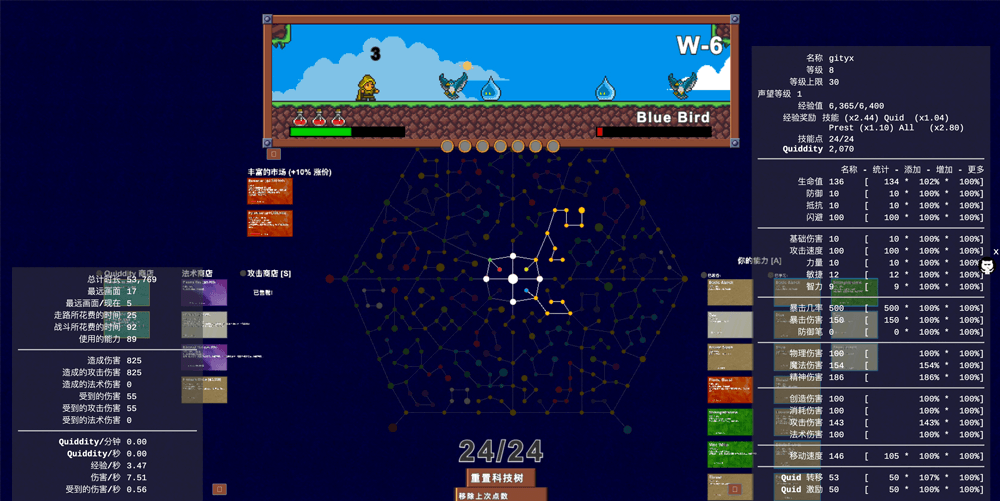 3
W-6
Blue Bird
丰富的市场 (+10% 涨价)
Quiddity 商店
法术商店
攻击商店 [S]
已售罄!
你的能力 [A]
总计时长 53,769
最远画面 17
最远画面/现在 5
走路所花费的时间 25
战斗所花费的时间 92
使用的能力 89
造成伤害 825
造成的攻击伤害 825
造成的法术伤害 0
受到的伤害 55
受到的攻击伤害 55
受到的法术伤害 0
Quiddity/分钟 0.00
Quiddity/秒 0.00
经验/秒 3.47
伤害/秒 7.51
受到的伤害/秒 0.56
24/24
重置科技树
移除上次点数
名称 gityx
等级 8
等级上限 30
声望等级 1
经验值 6,365/6,400
经验奖励 技能 (x2.44) Quid (x1.04)
Prest (x1.10) All (x2.80)
技能点 24/24
Quiddity 2,070
名称 - 统计 - 添加 - 增加 - 更多
生命值 136 [ 134 * 102% * 100%]
防御 10 [ 10 * 100% * 100%]
抵抗 10 [ 10 * 100% * 100%]
闪避 100 [ 100 * 100% * 100%]
基础伤害 10 [ 10 * 100% * 100%]
攻击速度 100 [ 100 * 100% * 100%]
力量 10 [ 10 * 100% * 100%]
敏捷 12 [ 12 * 100% * 100%]
智力 9 [ 9 * 100% * 100%]
暴击几率 500 [ 500 * 100% * 100%]
暴击伤害 150 [ 150 * 100% * 100%]
防御笔 0 [ 0 * 100% * 100%]
物理伤害 100 [ 100% * 100%]
魔法伤害 154 [ 154% * 100%]
精神伤害 186 [ 186% * 100%]
创造伤害 100 [ 100% * 100%]
消耗伤害 100 [ 100% * 100%]
攻击伤害 143 [ 143% * 100%]
法术伤害 100 [ 100% * 100%]
移动速度 146 [ 105 * 100% * 100%]
Quid 转移 53 [ 50 * 107% * 100%]
Quid 激励 50 [ 50 * 100% * 100%]
X